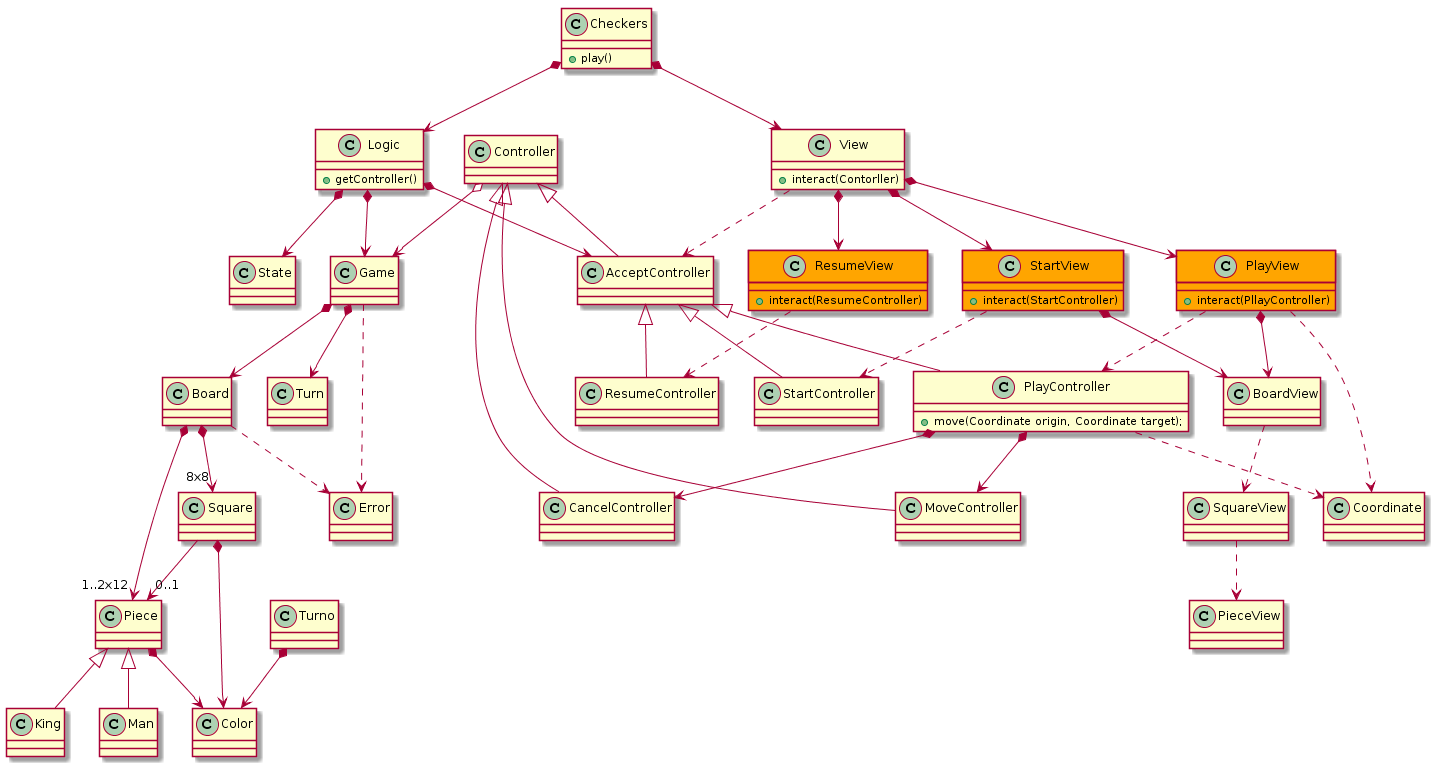 C Checkers
play()
C Logic
getController()
C Controller
C View
interact(Contorller)
C State
C Game
C AcceptController
C ResumeView
interact(ResumeController)
C StartView
interact(StartController)
C PlayView
interact(PllayController)
C Board
C Turn
C ResumeController
C StartController
C PlayController
move(Coordinate origin, Coordinate target);
C BoardView
8x8
C Square
C Error
C CancelController
C MoveController
C SquareView
C Coordinate
1..2x12
0..1
C Piece
C Turno
C PieceView
C King
C Man
C Color